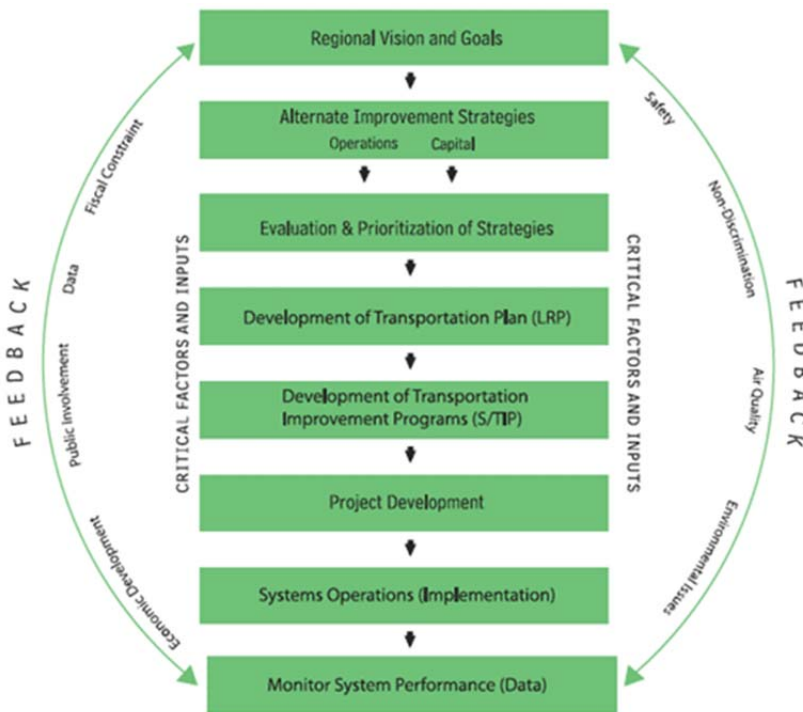 Regional Vision and Goals
Alternate Improvement Strategies
Operations Capital
Evaluation & Prioritization of Strategies
Development of Transportation Plan (LRP)
Development of Transportation
Improvement Programs (S/TIP)
Project Development
Systems Operations (Implementation)
Monitor System Performance (Data)
FEEDBACK
Fiscal Constraint
Data
Public Involvement
Economic Development
CRITICAL FACTORS AND INPUTS
CRITICAL FACTORS AND INPUTS
Safety
Non-Discrimination
Air Quality
Environmental Issues
FEEDBACK